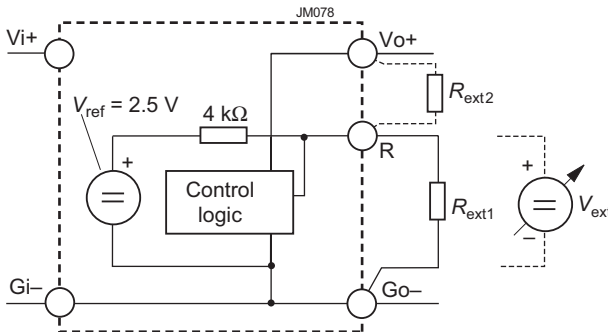 JM078
Vi+
Vo+
Rext2
Vref = 2.5 V
4 kΩ
+
R
Control
logic
+
–
Vext
Rext1
Gi–
Go–